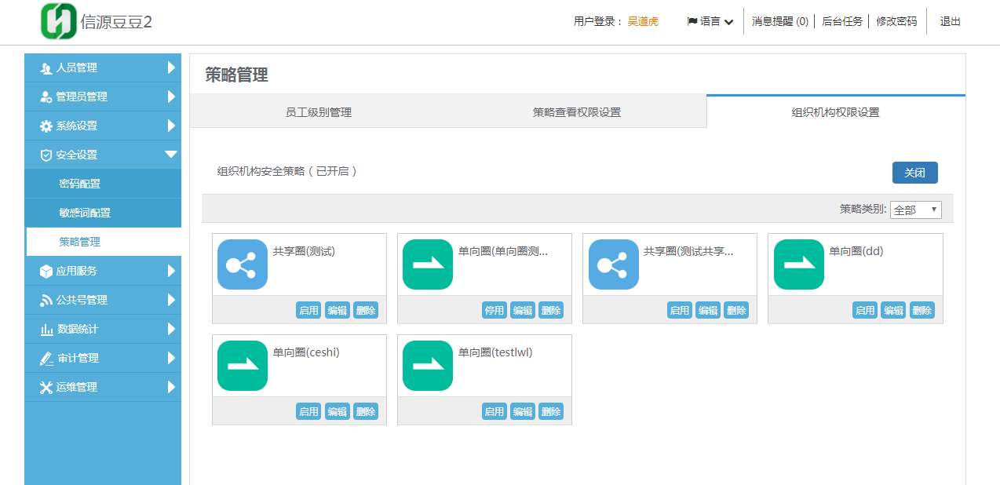 信源豆豆2
用户登录： 吴道虎 语言 消息提醒 (0) 后台任务 修改密码 退出
人员管理
管理员管理
系统设置
安全设置
密码配置
敏感词配置
策略管理
应用服务
公共号管理
数据统计
审计管理
运维管理
策略管理
员工级别管理 策略查看权限设置 组织机构权限设置
组织机构安全策略（已开启） 关闭
策略类别: 全部
共享圈(测试) 单向圈(单向圈测... 共享圈(测试共享... 单向圈(dd)
启用 编辑 删除 停用 编辑 删除 启用 编辑 删除 启用 编辑 删除
单向圈(ceshi) 单向圈(testlwl)
启用 编辑 删除 启用 编辑 删除